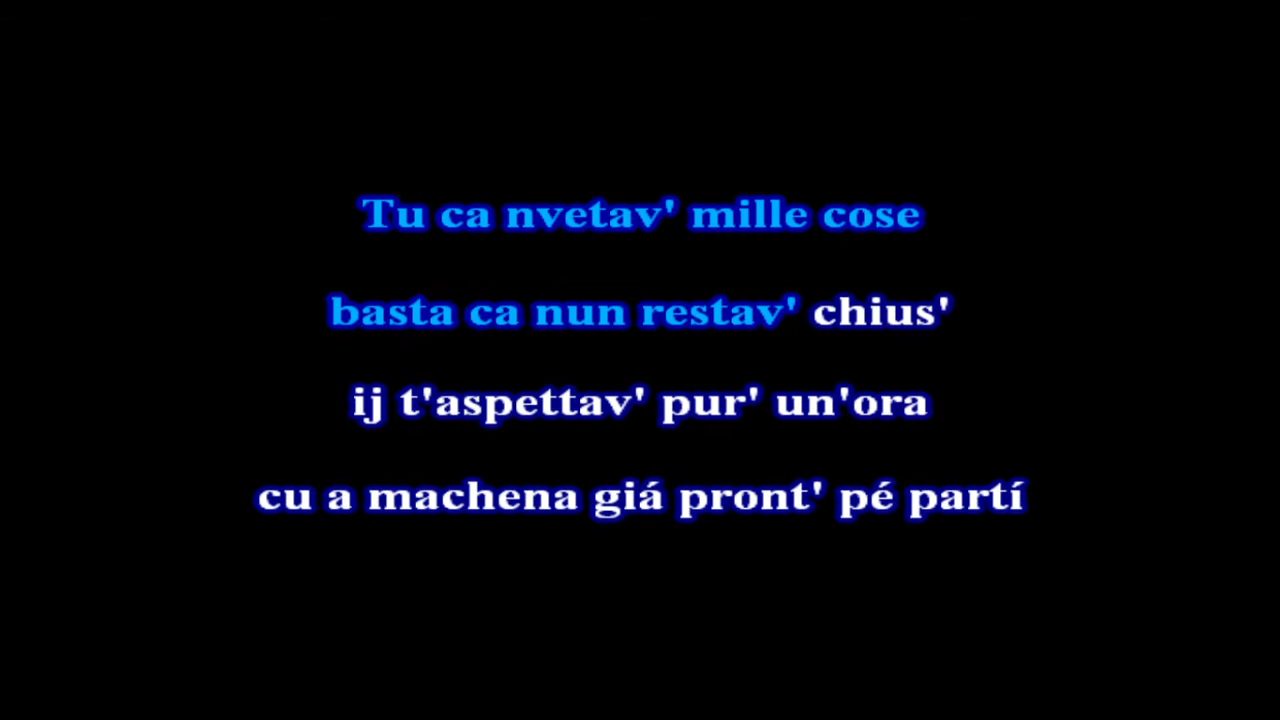 Tu ca nvetav' mille cose
basta ca nun restav' chius'
ij t'aspettav' pur' un'ora
cu a machena giá pront' pé partí